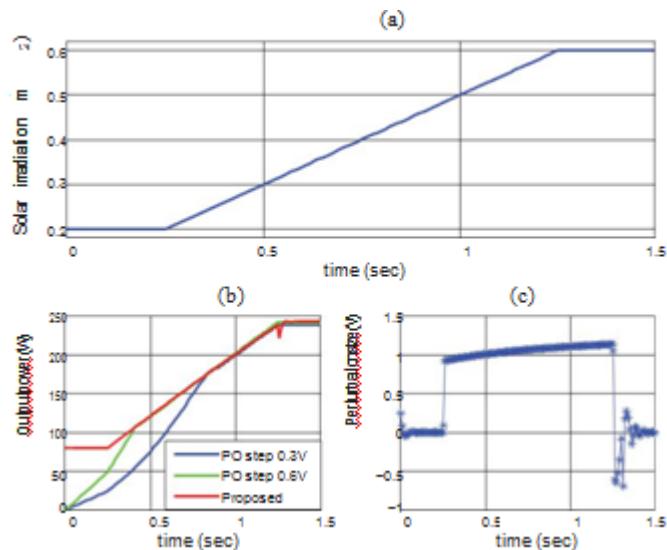 (a)
Solar irradiation m s)
0.6
0.5
0.4
0.3
0.2
0 0.5 1 1.5
time (sec)
(b)
Output power (W)
250
200
150
100
50
0
PO step 0.3V
PO step 0.6V
Proposed
0 0.5 1 1.5
time (sec)
(c)
1.5
1
0.5
0
-0.5
-1
0 0.5 1 1.5
time (sec)